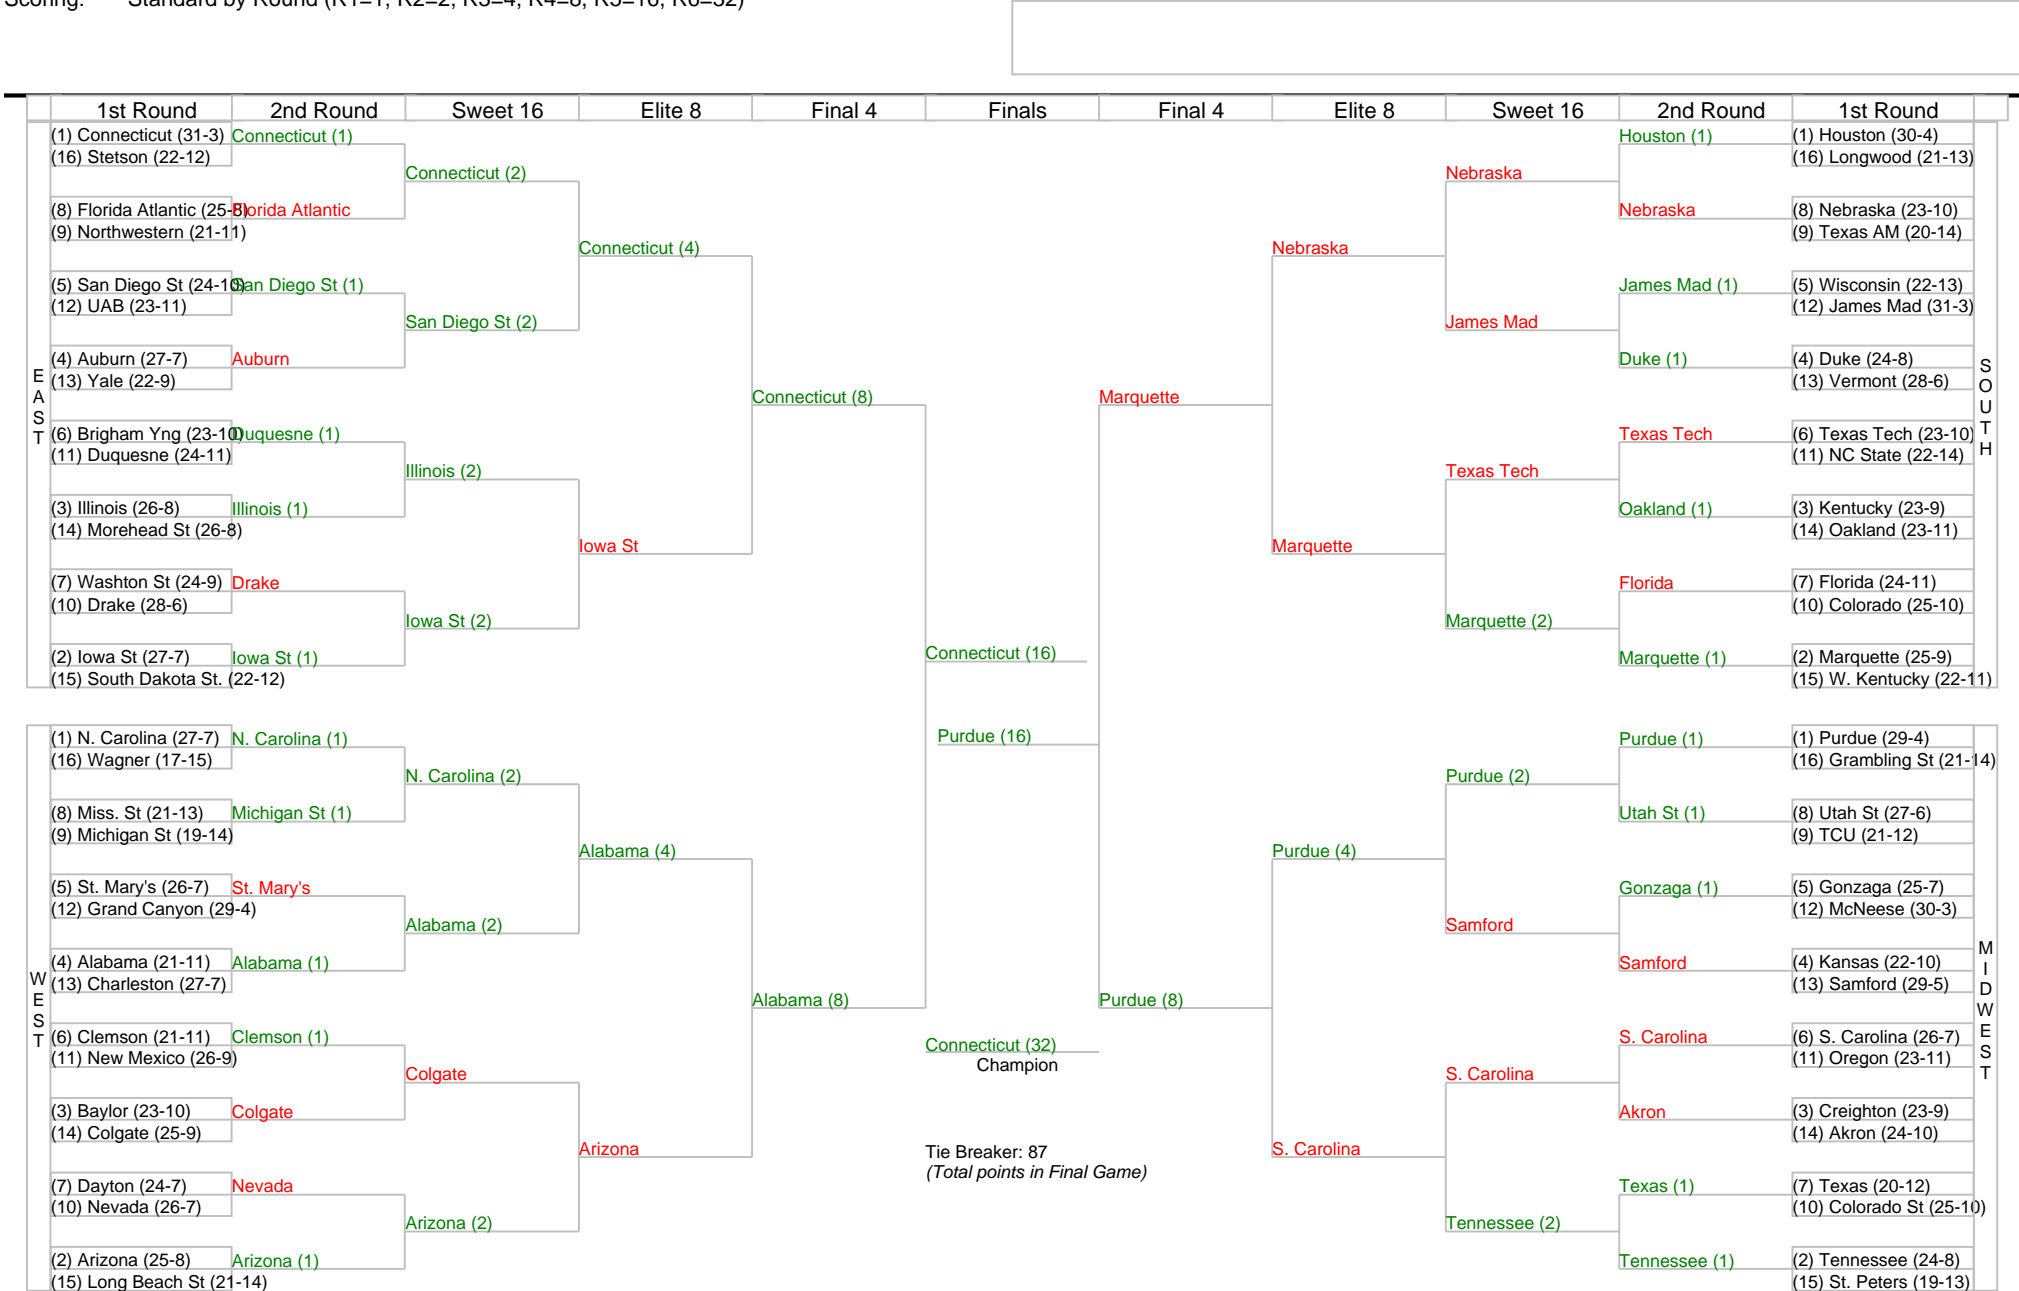 Scoring: Standard by Round (R1=1, R2=2, R3=4, R4=8, R5=16, R6=32)
1st Round 2nd Round Sweet 16 Elite 8 Final 4 Finals Final 4 Elite 8 Sweet 16 2nd Round 1st Round
(1) Connecticut (31-3) Connecticut (1) Houston (1) (1) Houston (30-4)
(16) Stetson (22-12) (16) Longwood (21-13)
Connecticut (2) Nebraska
(8) Florida Atlantic (25-8) Florida Atlantic Nebraska (8) Nebraska (23-10)
(9) Northwestern (21-11) (9) Texas AM (20-14)
Connecticut (4) Nebraska
(5) San Diego St (24-10) San Diego St (1) James Mad (1) (5) Wisconsin (22-13)
(12) UAB (23-11) (12) James Mad (31-3)
San Diego St (2) James Mad
(4) Auburn (27-7) Auburn Duke (1) (4) Duke (24-8)
(13) Yale (22-9) (13) Vermont (28-6)
EAST SOUTH
Connecticut (8) Marquette
(6) Brigham Yng (23-10) Duquesne (1) Texas Tech (6) Texas Tech (23-10)
(11) Duquesne (24-11) (11) NC State (22-14)
Illinois (2) Texas Tech
(3) Illinois (26-8) Illinois (1) Oakland (1) (3) Kentucky (23-9)
(14) Morehead St (26-8) (14) Oakland (23-11)
Iowa St Marquette
(7) Washton St (24-9) Drake Florida (7) Florida (24-11)
(10) Drake (28-6) (10) Colorado (25-10)
Iowa St (2) Marquette (2)
Connecticut (16)
(2) Iowa St (27-7) Iowa St (1) Marquette (1) (2) Marquette (25-9)
(15) South Dakota St. (22-12) (15) W. Kentucky (22-11)
Purdue (16)
(1) N. Carolina (27-7) N. Carolina (1) Purdue (1) (1) Purdue (29-4)
(16) Wagner (17-15) (16) Grambling St (21-14)
N. Carolina (2) Purdue (2)
(8) Miss. St (21-13) Michigan St (1) Utah St (1) (8) Utah St (27-6)
(9) Michigan St (19-14) (9) TCU (21-12)
Alabama (4) Purdue (4)
(5) St. Mary's (26-7) St. Mary's Gonzaga (1) (5) Gonzaga (25-7)
(12) Grand Canyon (29-4) (12) McNeese (30-3)
Alabama (2) Samford
(4) Alabama (21-11) Alabama (1) Samford (4) Kansas (22-10)
(13) Charleston (27-7) (13) Samford (29-5)
WEST MIDWEST
Alabama (8) Purdue (8)
(6) Clemson (21-11) Clemson (1) S. Carolina (6) S. Carolina (26-7)
Connecticut (32)
(11) New Mexico (26-9) Champion (11) Oregon (23-11)
Colgate S. Carolina
(3) Baylor (23-10) Colgate Akron (3) Creighton (23-9)
(14) Colgate (25-9) (14) Akron (24-10)
Arizona S. Carolina
Tie Breaker: 87
(Total points in Final Game)
(7) Dayton (24-7) Nevada Texas (1) (7) Texas (20-12)
(10) Nevada (26-7) (10) Colorado St (25-10)
Arizona (2) Tennessee (2)
(2) Arizona (25-8) Arizona (1) Tennessee (1) (2) Tennessee (24-8)
(15) Long Beach St (21-14) (15) St. Peters (19-13)